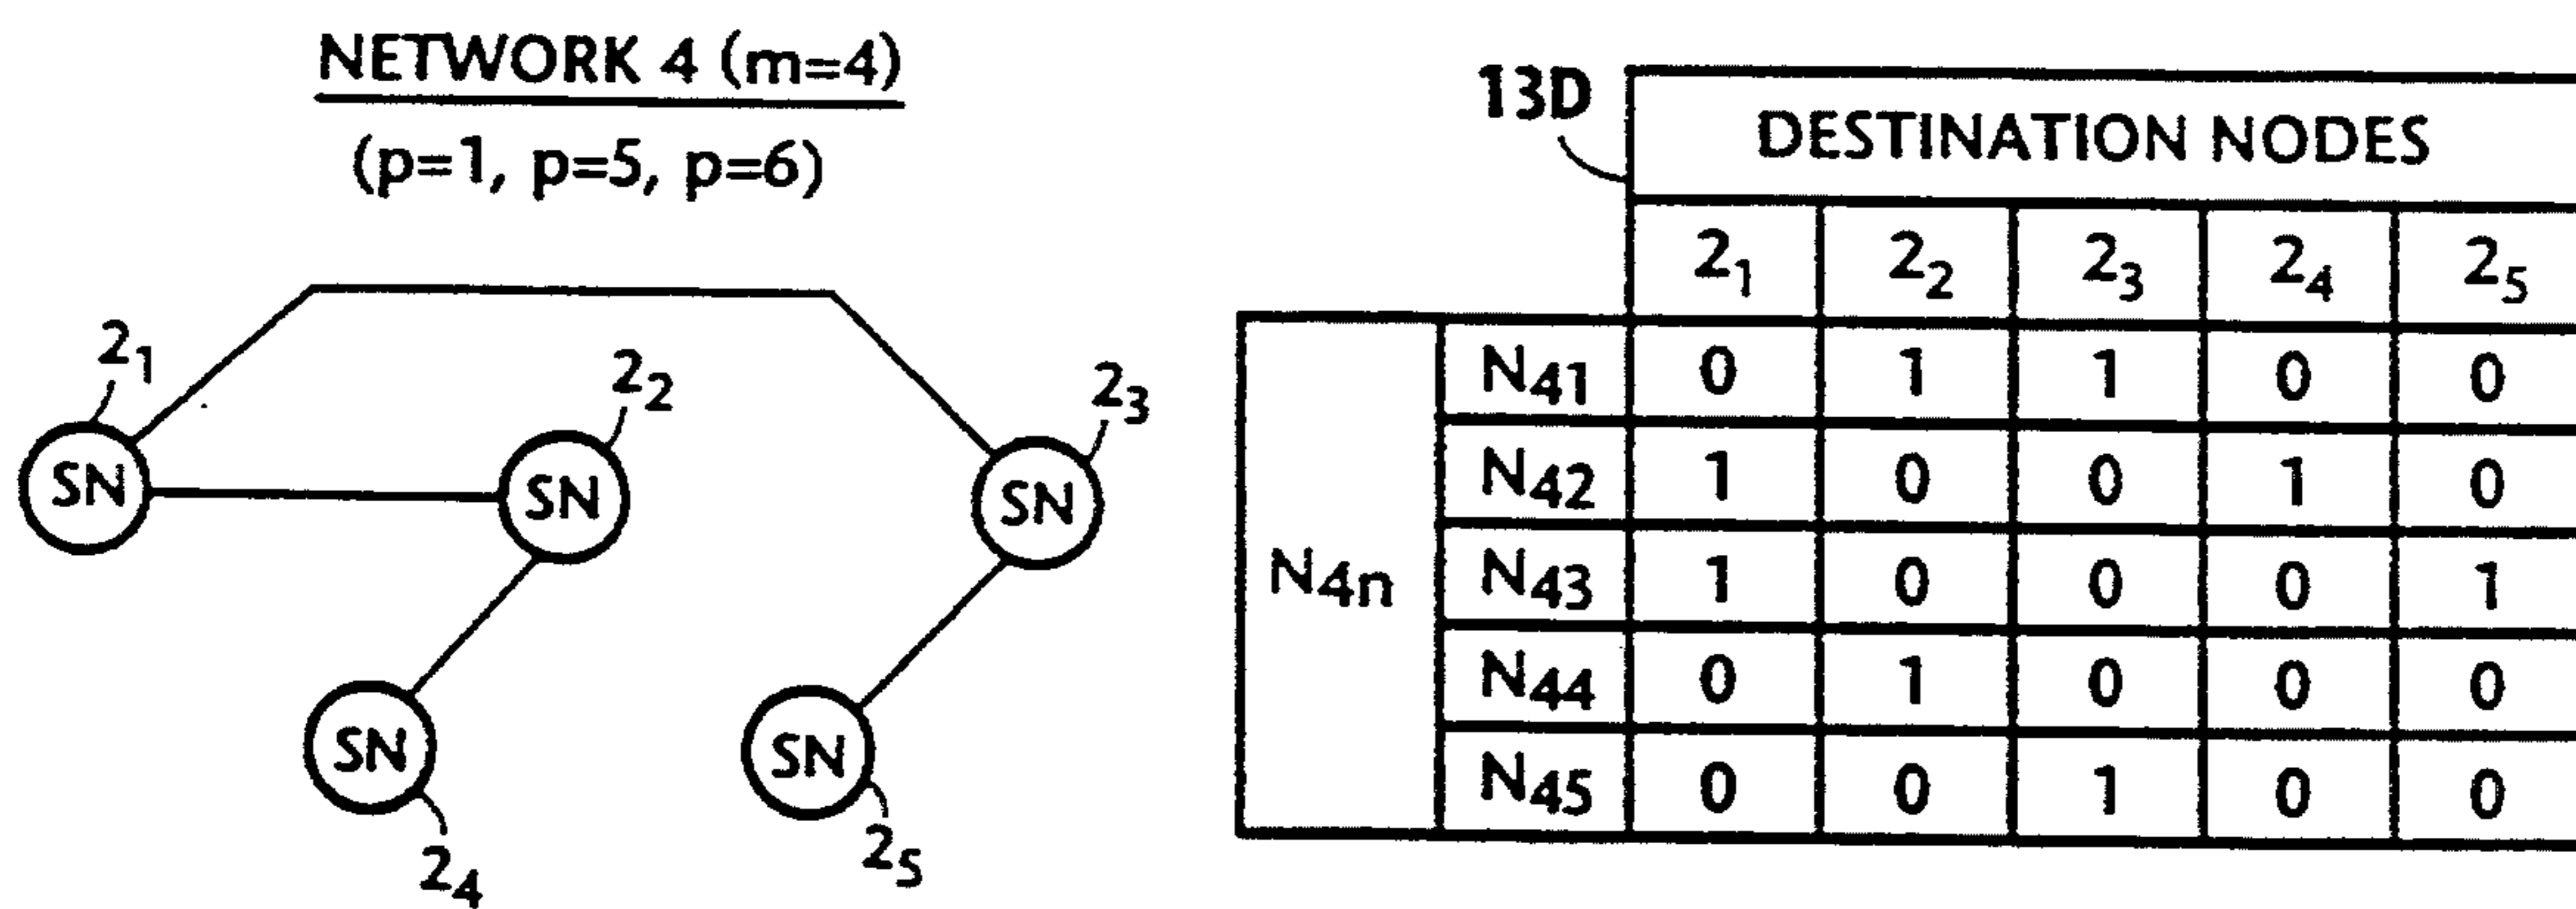 NETWORK 4 (m=4)
(p=1, p=5, p=6)
2₁
2₂
2₃
SN
SN
SN
SN
SN
2₄
2₅
13D
DESTINATION NODES
2₁ 2₂ 2₃ 2₄ 2₅
N₄ₙ
N₄₁ 0 1 1 0 0
N₄₂ 1 0 0 1 0
N₄₃ 1 0 0 0 1
N₄₄ 0 1 0 0 0
N₄₅ 0 0 1 0 0